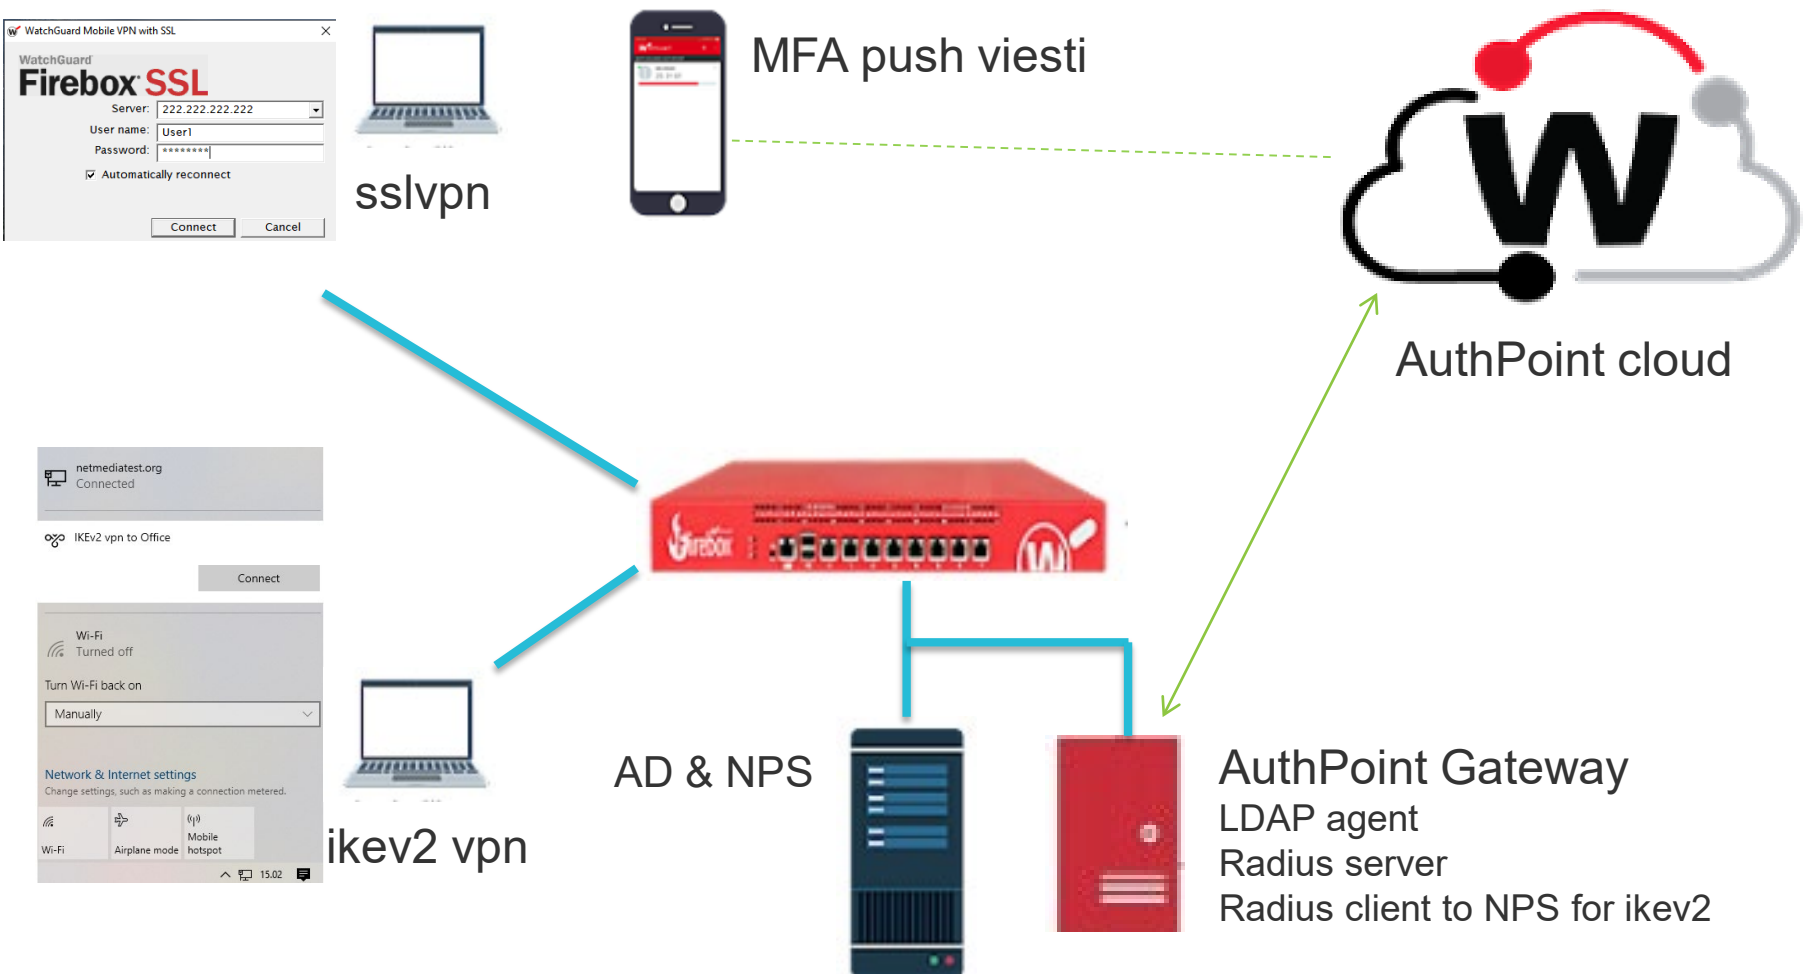 WatchGuard Mobile VPN with SSL
WatchGuard
Firebox SSL
Server: 222.222.222.222
User name: User1
Password: ********
Automatically reconnect
Connect Cancel
sslvpn
MFA push viesti
W
AuthPoint cloud
netmediatest.org
Connected
IKEv2 vpn to Office
Connect
Wi-Fi
Turned off
Turn Wi-Fi back on
Manually
Network & Internet settings
Change settings, such as making a connection metered.
Wi-Fi
Airplane mode
Mobile
hotspot
15.02
ikev2 vpn
Firebox
W
AD & NPS
AuthPoint Gateway
LDAP agent
Radius server
Radius client to NPS for ikev2